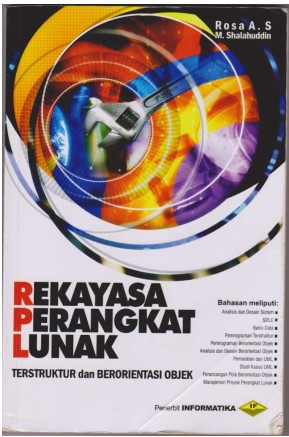 Rosa A. S
M. Shalahuddin
REKAYASA
PERANGKAT
LUNAK
TERSTRUKTUR dan BERORIENTASI OBJEK
Bahasan meliputi:
Analisis dan Desain Sistem
SDLC
Basis Data
Pemrograman Terstruktur
Pemrograman Berorientasi Objek
Analisis dan Desain Berorientasi Objek
Pemodelan dan UML
Studi Kasus UML
Perancangan Pola Berorientasi Objek
Manajemen Proyek Perangkat Lunak
Penerbit INFORMATIKA
IF